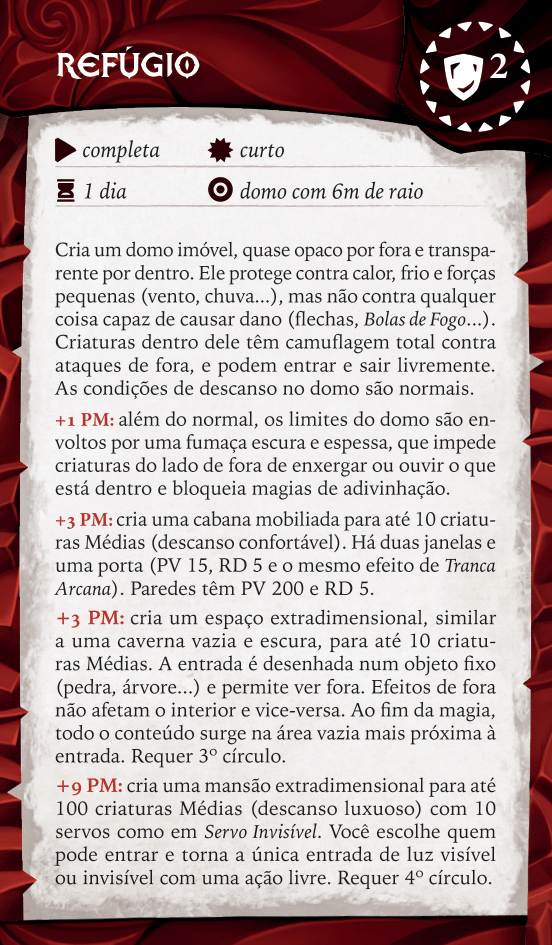 REFÚGIO
2
completa
curto
1 dia
domo com 6m de raio
Cria um domo imóvel, quase opaco por fora e transpa-
rente por dentro. Ele protege contra calor, frio e forças
pequenas (vento, chuva...), mas não contra qualquer
coisa capaz de causar dano (flechas, Bolas de Fogo...).
Criaturas dentro dele têm camuflagem total contra
ataques de fora, e podem entrar e sair livremente.
As condições de descanso no domo são normais.
+1 PM: além do normal, os limites do domo são en-
voltos por uma fumaça escura e espessa, que impede
criaturas do lado de fora de enxergar ou ouvir o que
está dentro e bloqueia magias de adivinhação.
+3 PM: cria uma cabana mobiliada para até 10 criatu-
ras Médias (descanso confortável). Há duas janelas e
uma porta (PV 15, RD 5 e o mesmo efeito de Tranca
Arcana). Paredes têm PV 200 e RD 5.
+3 PM: cria um espaço extradimensional, similar
a uma caverna vazia e escura, para até 10 criatu-
ras Médias. A entrada é desenhada num objeto fixo
(pedra, árvore...) e permite ver fora. Efeitos de fora
não afetam o interior e vice-versa. Ao fim da magia,
todo o conteúdo surge na área vazia mais próxima à
entrada. Requer 3º círculo.
+9 PM: cria uma mansão extradimensional para até
100 criaturas Médias (descanso luxuoso) com 10
servos como em Servo Invisível. Você escolhe quem
pode entrar e torna a única entrada de luz visível
ou invisível com uma ação livre. Requer 4º círculo.